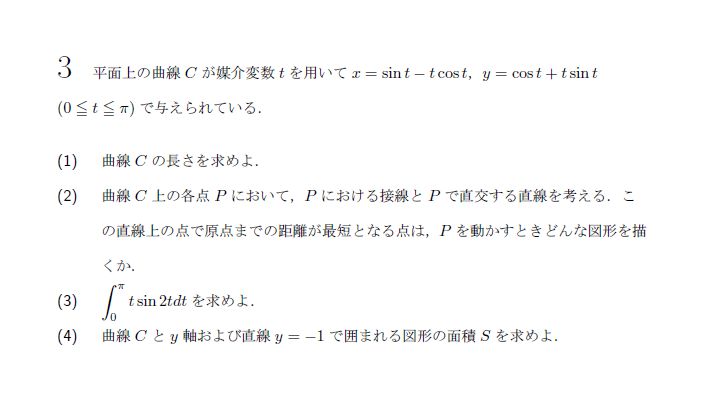 3 平面上の曲線 C が媒介変数 t を用いて x = sin t − t cos t, y = cos t + t sin t
(0 ≦ t ≦ π) で与えられている.
(1) 曲線 C の長さを求めよ.
(2) 曲線 C 上の各点 P において, P における接線と P で直交する直線を考える. こ
の直線上の点で原点までの距離が最短となる点は, P を動かすときどんな図形を描
くか.
(3) ∫₀^π t sin 2tdt を求めよ.
(4) 曲線 C と y 軸および直線 y = −1 で囲まれる図形の面積 S を求めよ.